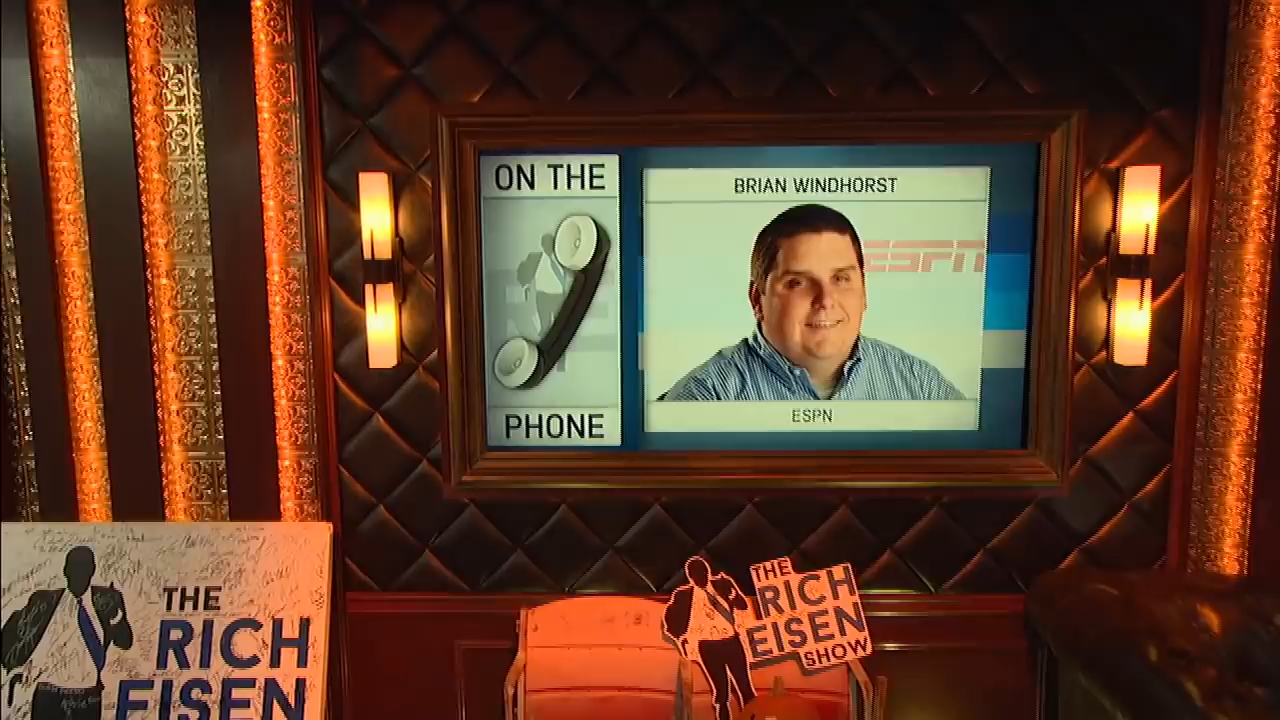 ON THE
PHONE
BRIAN WINDHORST
ESPN
ESPN
THE
RICH
EISEN
THE
RICH
EISEN
SHOW